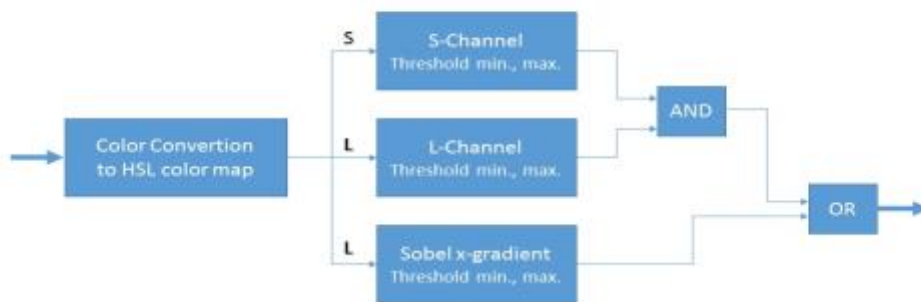 S
S-Channel
Threshold min., max.
AND
Color Convertion
to HSL color map
L
L-Channel
Threshold min., max.
OR
L
Sobel x-gradient
Threshold min., max.